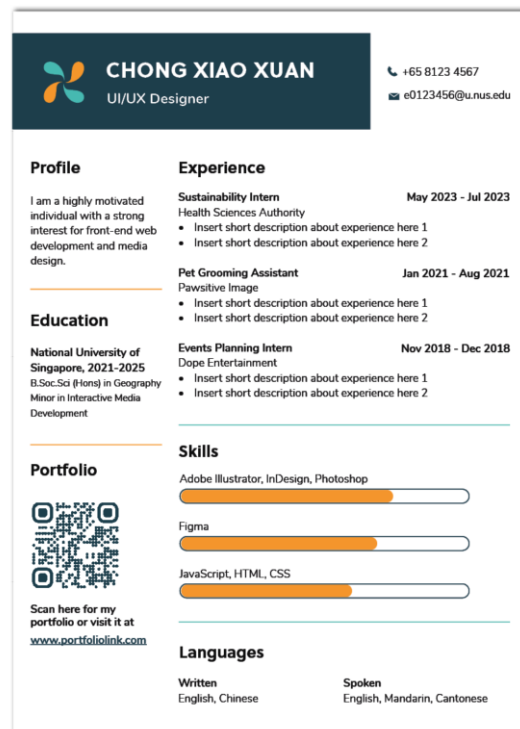 CHONG XIAO XUAN
UI/UX Designer
+65 8123 4567
e0123456@u.nus.edu
Profile
I am a highly motivated
individual with a strong
interest for front-end web
development and media
design.
Education
National University of
Singapore, 2021-2025
B.Soc.Sci (Hons) in Geography
Minor in Interactive Media
Development
Portfolio
Scan here for my
portfolio or visit it at
www.portfoliolink.com
Experience
Sustainability Intern May 2023 - Jul 2023
Health Sciences Authority
• Insert short description about experience here 1
• Insert short description about experience here 2
Pet Grooming Assistant Jan 2021 - Aug 2021
Pawsitive Image
• Insert short description about experience here 1
• Insert short description about experience here 2
Events Planning Intern Nov 2018 - Dec 2018
Dope Entertainment
• Insert short description about experience here 1
• Insert short description about experience here 2
Skills
Adobe Illustrator, InDesign, Photoshop
Figma
JavaScript, HTML, CSS
Languages
Written
English, Chinese
Spoken
English, Mandarin, Cantonese